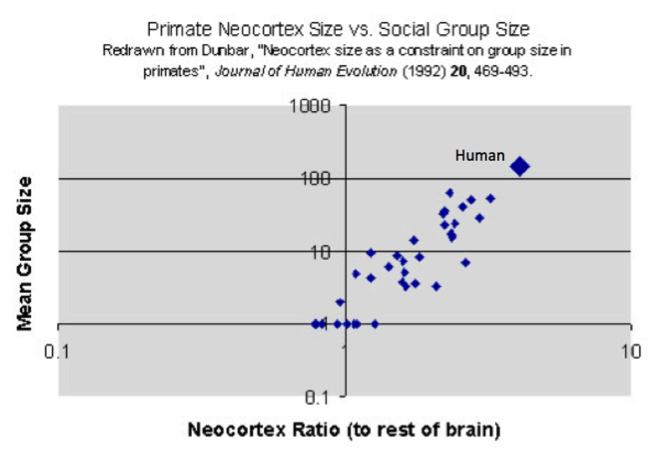 Primate Neocortex Size vs. Social Group Size
Redrawn from Dunbar, "Neocortex size as a constraint on group size in
primates", Journal of Human Evolution (1992) 20, 469-493.
1000
Human
100
10
1
0.1
1
10
0.1
Mean Group Size
Neocortex Ratio (to rest of brain)